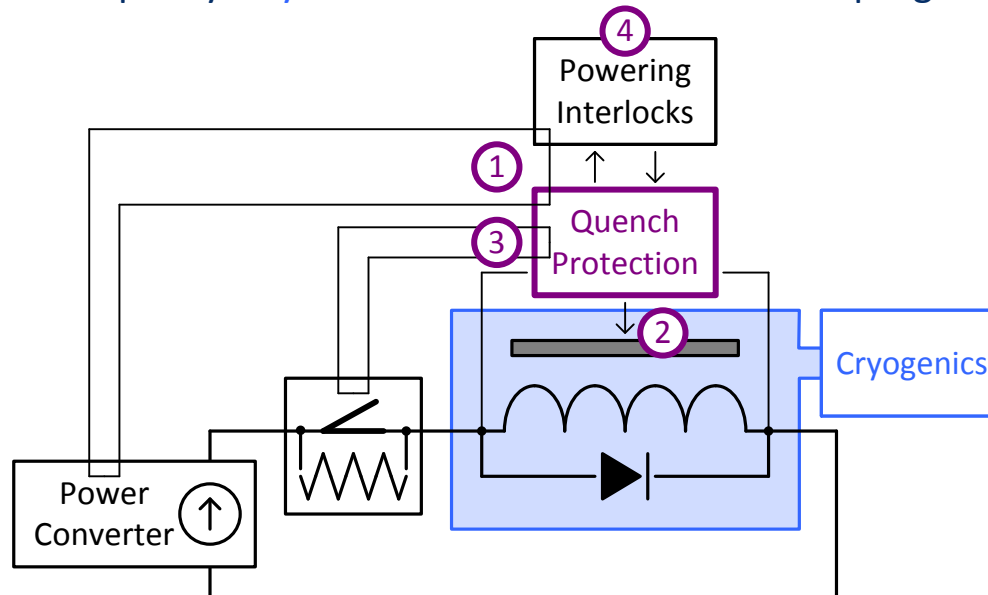 4
Powering
Interlocks
1
Quench
Protection
3
2
Cryogenics
Power
Converter